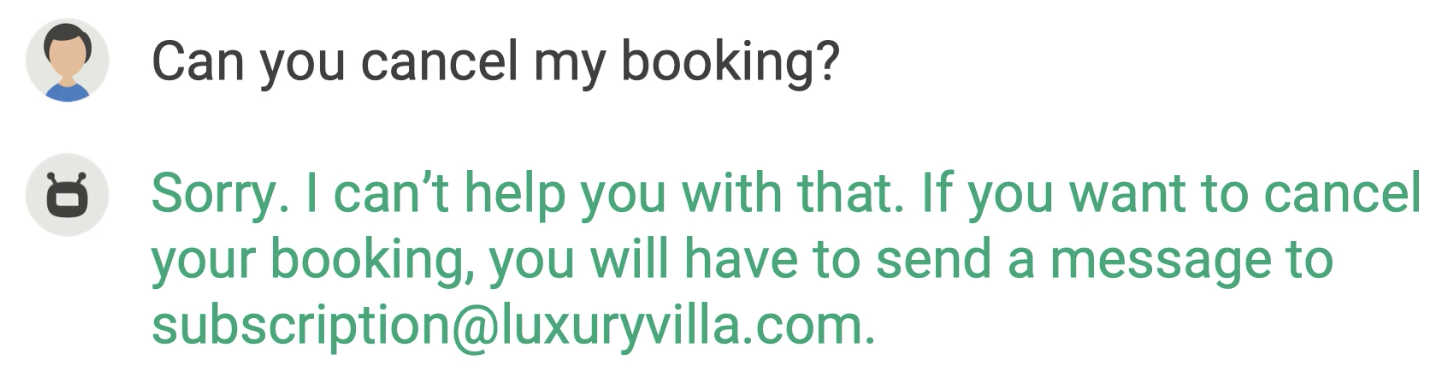 Can you cancel my booking?
Sorry. I can’t help you with that. If you want to cancel
your booking, you will have to send a message to
subscription@luxuryvilla.com.